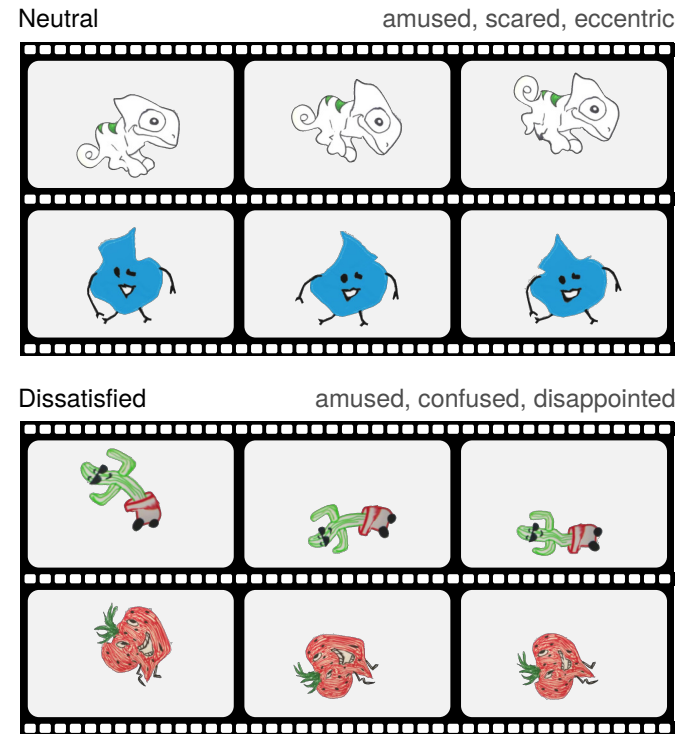 Neutral amused, scared, eccentric
Dissatisfied amused, confused, disappointed